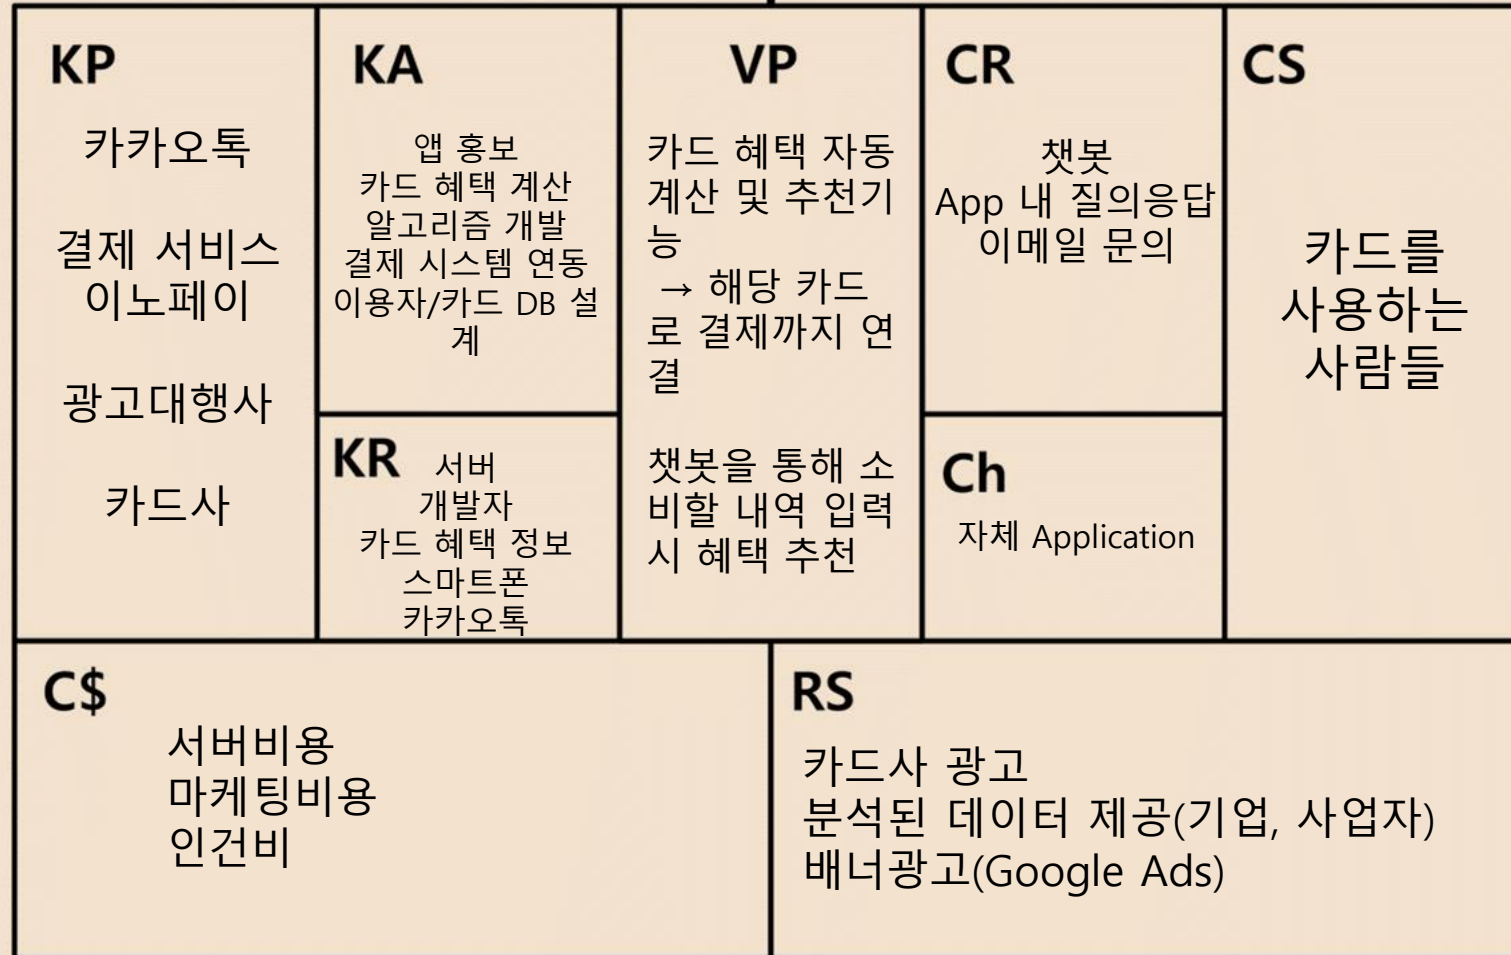 KP
카카오톡
결제 서비스
이노페이
광고대행사
카드사
KA
앱 홍보
카드 혜택 계산
알고리즘 개발
결제 시스템 연동
이용자/카드 DB 설
계
KR
서버
개발자
카드 혜택 정보
스마트폰
카카오톡
VP
카드 혜택 자동
계산 및 추천기
능
→ 해당 카드
로 결제까지 연
결
챗봇을 통해 소
비할 내역 입력
시 혜택 추천
CR
챗봇
App 내 질의응답
이메일 문의
Ch
자체 Application
CS
카드를
사용하는
사람들
C$
서버비용
마케팅비용
인건비
RS
카드사 광고
분석된 데이터 제공(기업, 사업자)
배너광고(Google Ads)